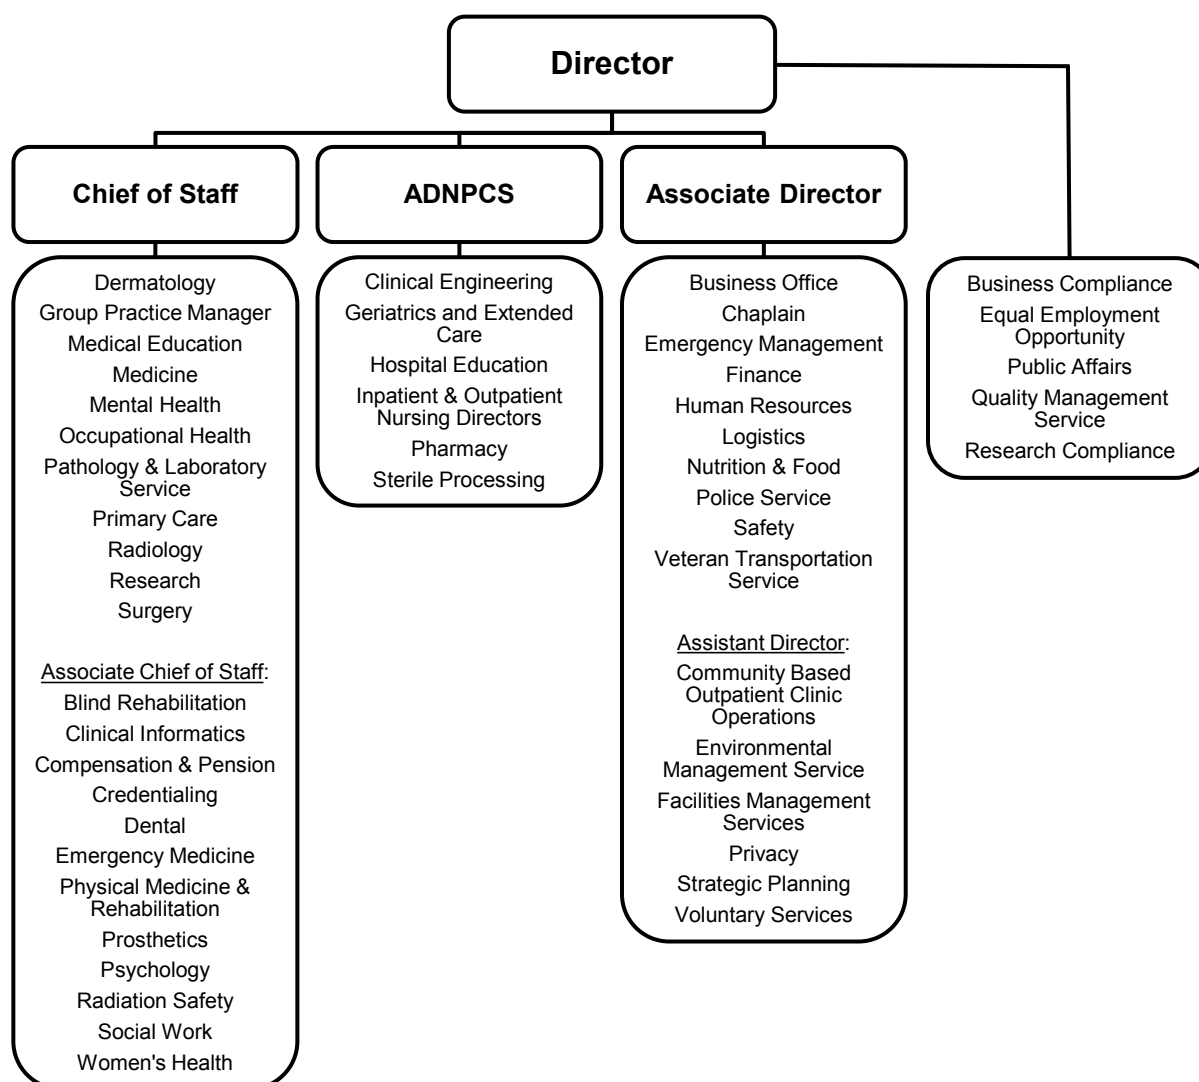 Director
Chief of Staff
ADNPCS
Associate Director
Dermatology
Group Practice Manager
Medical Education
Medicine
Mental Health
Occupational Health
Pathology & Laboratory
Service
Primary Care
Radiology
Research
Surgery
Associate Chief of Staff:
Blind Rehabilitation
Clinical Informatics
Compensation & Pension
Credentialing
Dental
Emergency Medicine
Physical Medicine &
Rehabilitation
Prosthetics
Psychology
Radiation Safety
Social Work
Women's Health
Clinical Engineering
Geriatrics and Extended
Care
Hospital Education
Inpatient & Outpatient
Nursing Directors
Pharmacy
Sterile Processing
Business Office
Chaplain
Emergency Management
Finance
Human Resources
Logistics
Nutrition & Food
Police Service
Safety
Veteran Transportation
Service
Assistant Director:
Community Based
Outpatient Clinic
Operations
Environmental
Management Service
Facilities Management
Services
Privacy
Strategic Planning
Voluntary Services
Business Compliance
Equal Employment
Opportunity
Public Affairs
Quality Management
Service
Research Compliance